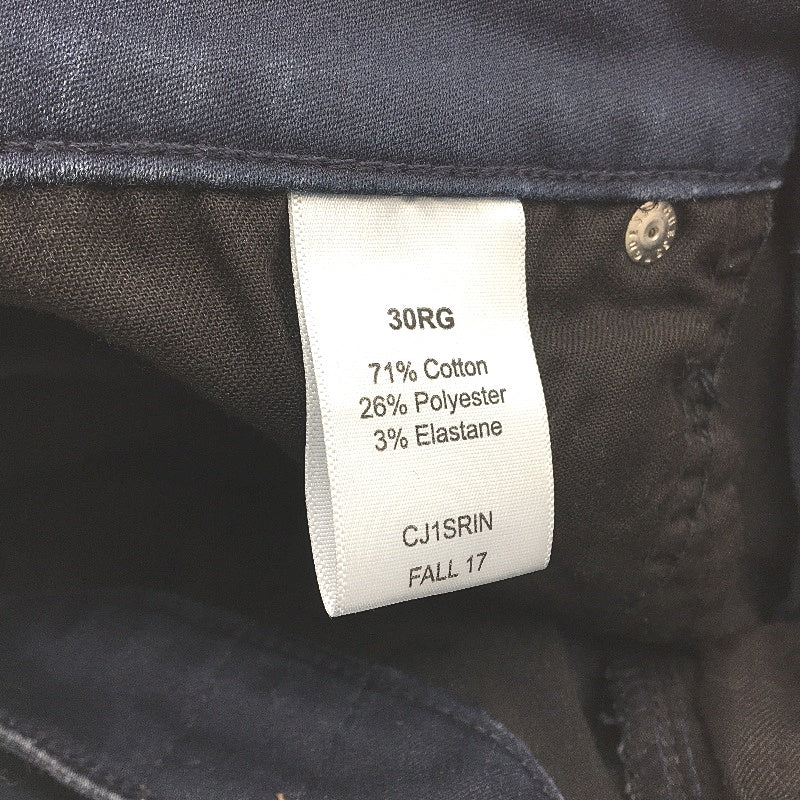 30RG
71% Cotton
26% Polyester
3% Elastane
CJ1SRIN
FALL 17